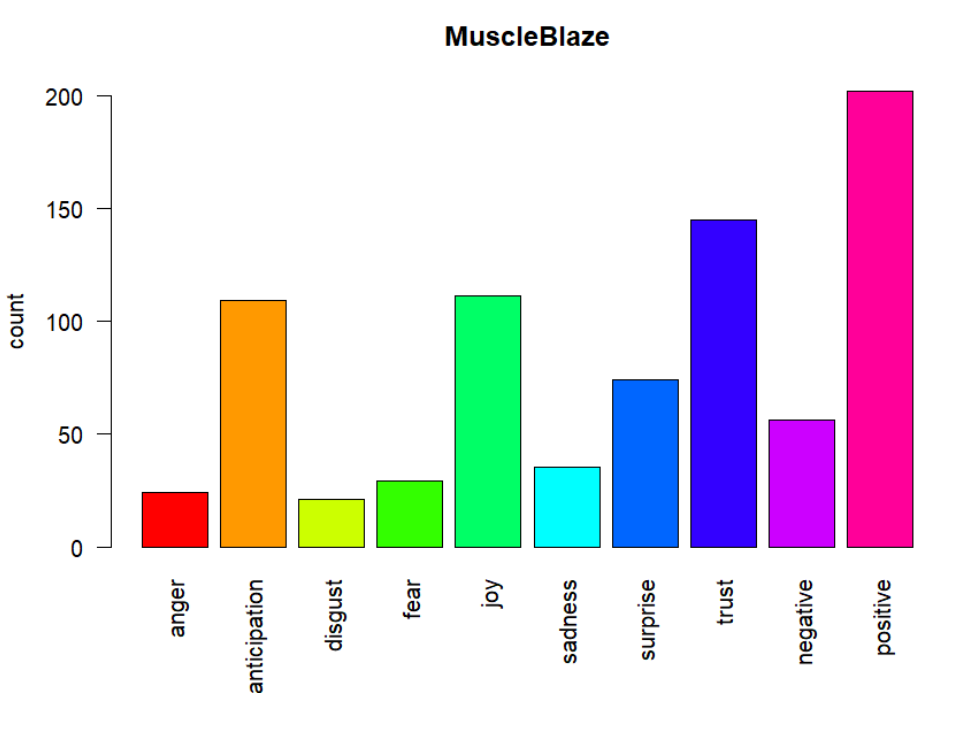 MuscleBlaze
count
200
150
100
50
0
anger
anticipation
disgust
fear
joy
sadness
surprise
trust
negative
positive